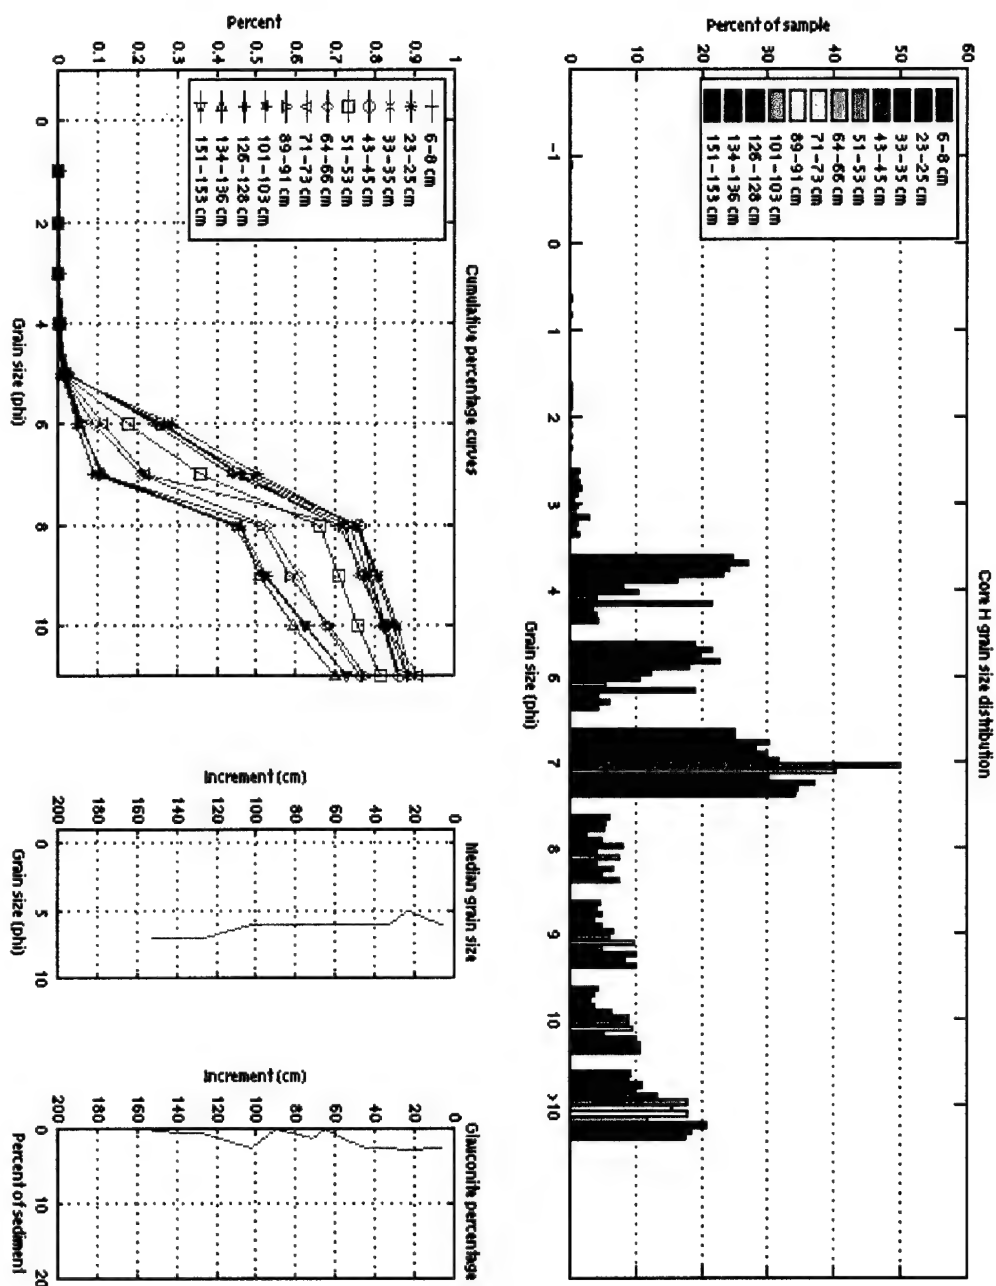 Core H grain size distribution
Percent of sample
60
50
40
30
20
10
0
6-8 cm
23-25 cm
33-35 cm
43-45 cm
51-53 cm
64-66 cm
71-73 cm
89-91 cm
101-103 cm
126-128 cm
134-136 cm
151-153 cm
-1
0
1
2
3
4
6
7
8
9
10
>10
Grain size (phi)
Cumulative percentage curves
Percent
1
0.9
0.8
0.7
0.6
0.5
0.4
0.3
0.2
0.1
0
6-8 cm
23-25 cm
33-35 cm
43-45 cm
51-53 cm
64-66 cm
71-73 cm
89-91 cm
101-103 cm
126-128 cm
134-136 cm
151-153 cm
0
2
4
6
8
10
Grain size (phi)
Median grain size
Increment (cm)
0
20
40
60
80
100
120
140
160
180
200
0
5
10
Grain size (phi)
Glauconite percentage
Increment (cm)
0
20
40
60
80
100
120
140
160
180
200
0
10
20
Percent of sediment